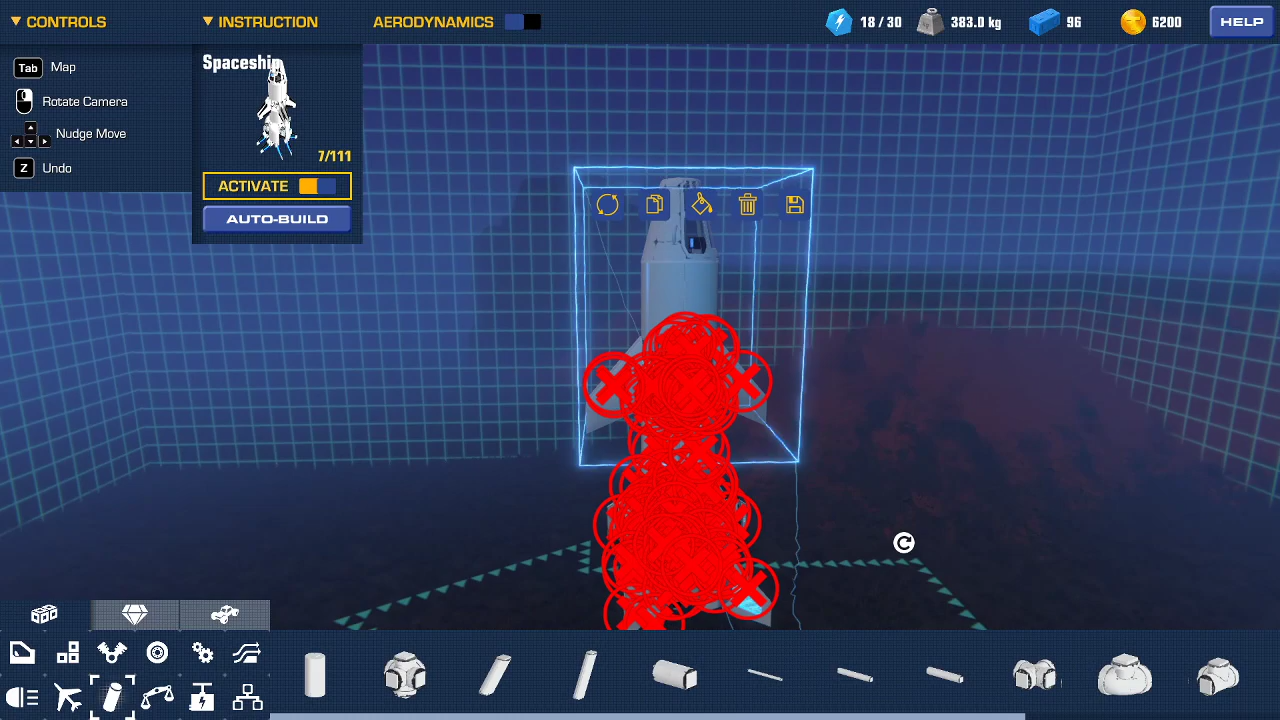 CONTROLS
INSTRUCTION
AERODYNAMICS
18 / 30
383.0 kg
96
6200
HELP
Tab
Map
Rotate Camera
Nudge Move
Z
Undo
Spaceship
7/111
ACTIVATE
AUTO-BUILD